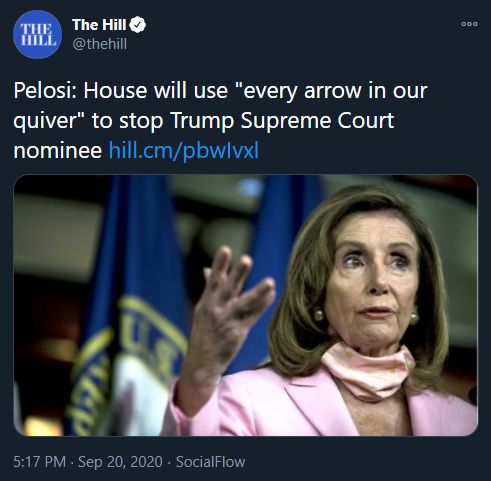 THE HILL
The Hill
@thehill
Pelosi: House will use "every arrow in our
quiver" to stop Trump Supreme Court
nominee hill.cm/pbwlvxl
U.S.
5:17 PM · Sep 20, 2020 · SocialFlow